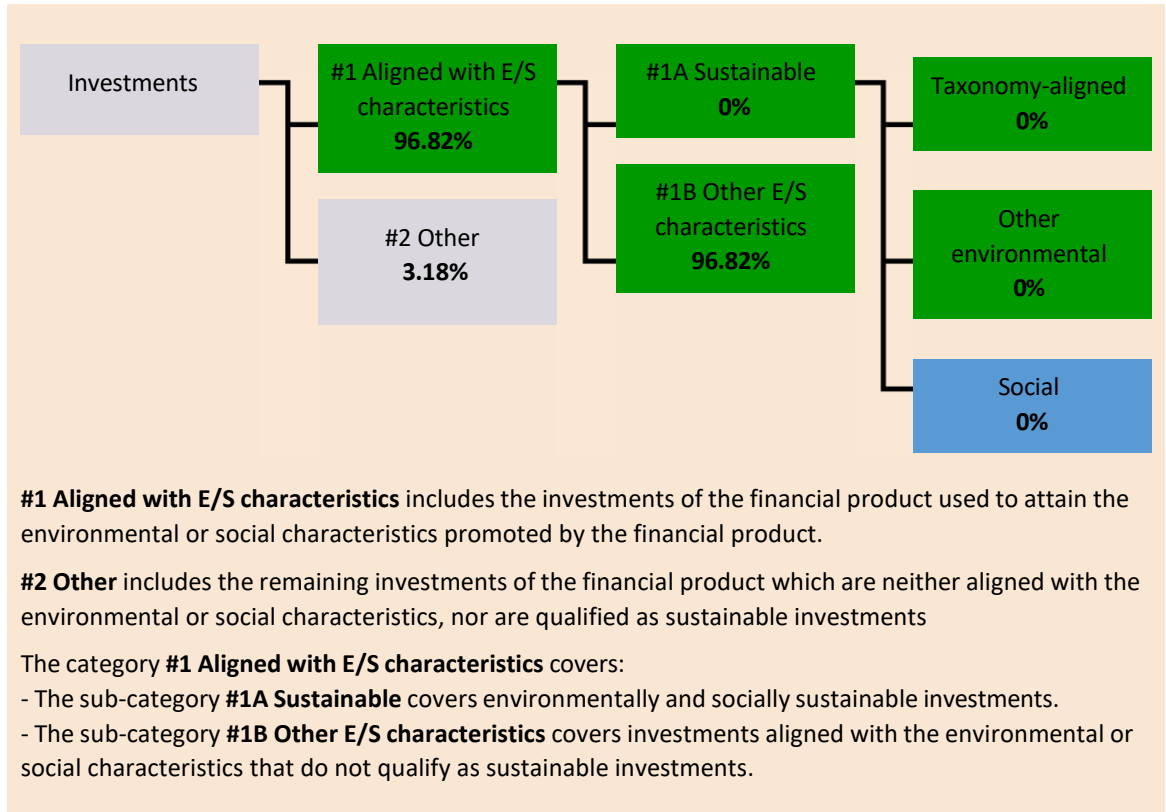 Investments
#1 Aligned with E/S
characteristics
96.82%
#2 Other
3.18%
#1A Sustainable
0%
#1B Other E/S
characteristics
96.82%
Taxonomy-aligned
0%
Other
environmental
0%
Social
0%
#1 Aligned with E/S characteristics includes the investments of the financial product used to attain the
environmental or social characteristics promoted by the financial product.
#2 Other includes the remaining investments of the financial product which are neither aligned with the
environmental or social characteristics, nor are qualified as sustainable investments
The category #1 Aligned with E/S characteristics covers:
- The sub-category #1A Sustainable covers environmentally and socially sustainable investments.
- The sub-category #1B Other E/S characteristics covers investments aligned with the environmental or
social characteristics that do not qualify as sustainable investments.